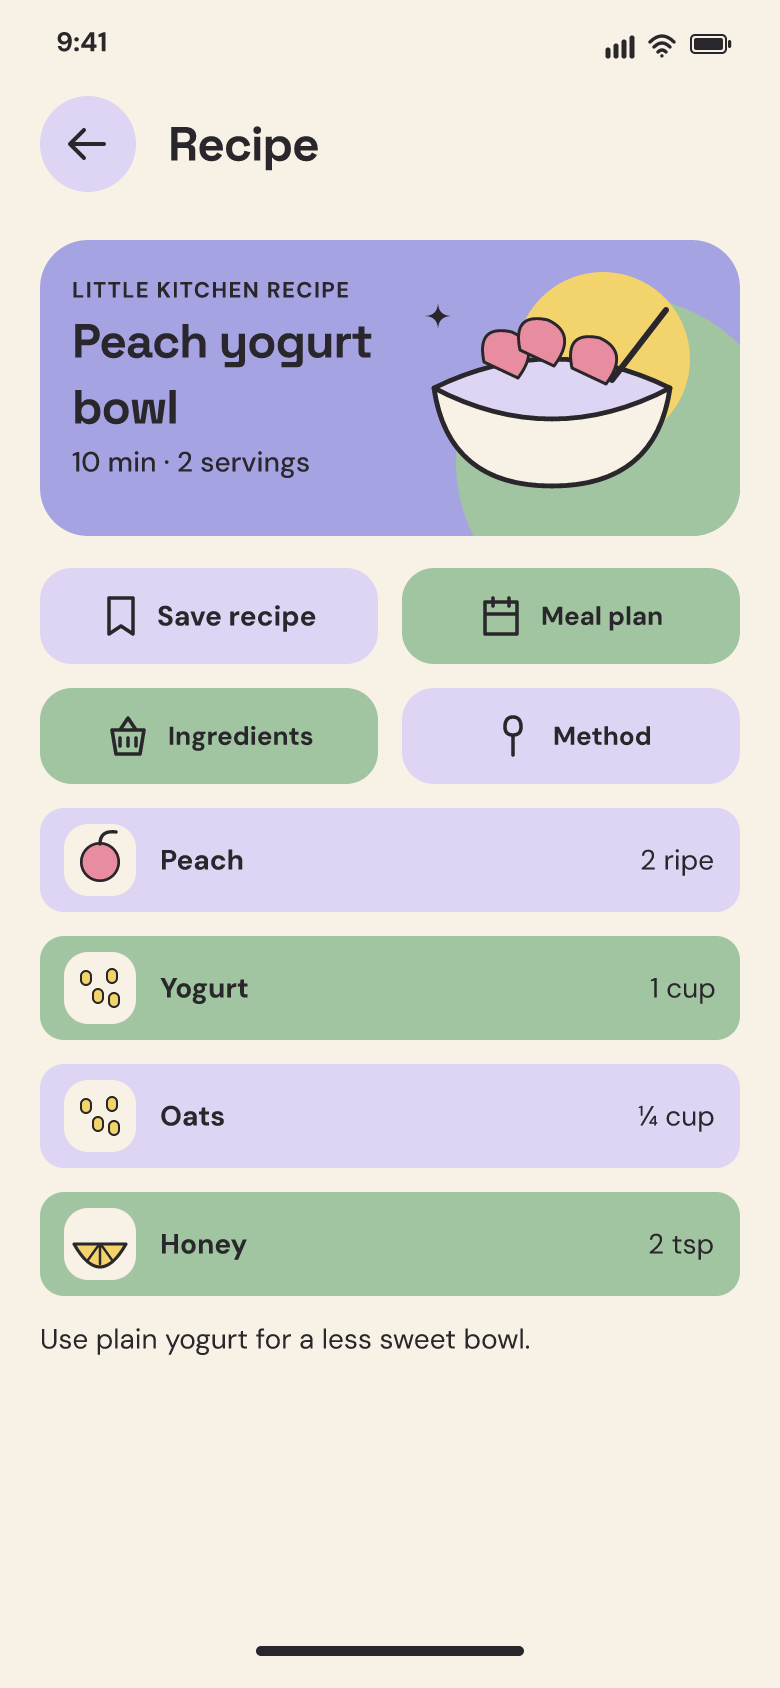 9:41
Recipe
LITTLE KITCHEN RECIPE
Peach yogurt
bowl
10 min · 2 servings
Save recipe
Meal plan
Ingredients
Method
Peach
2 ripe
Yogurt
1 cup
Oats
¼ cup
Honey
2 tsp
Use plain yogurt for a less sweet bowl.